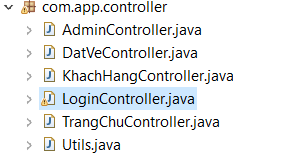 com.app.controller
AdminController.java
DatVeController.java
KhachHangController.java
LoginController.java
TrangChuController.java
Utils.java